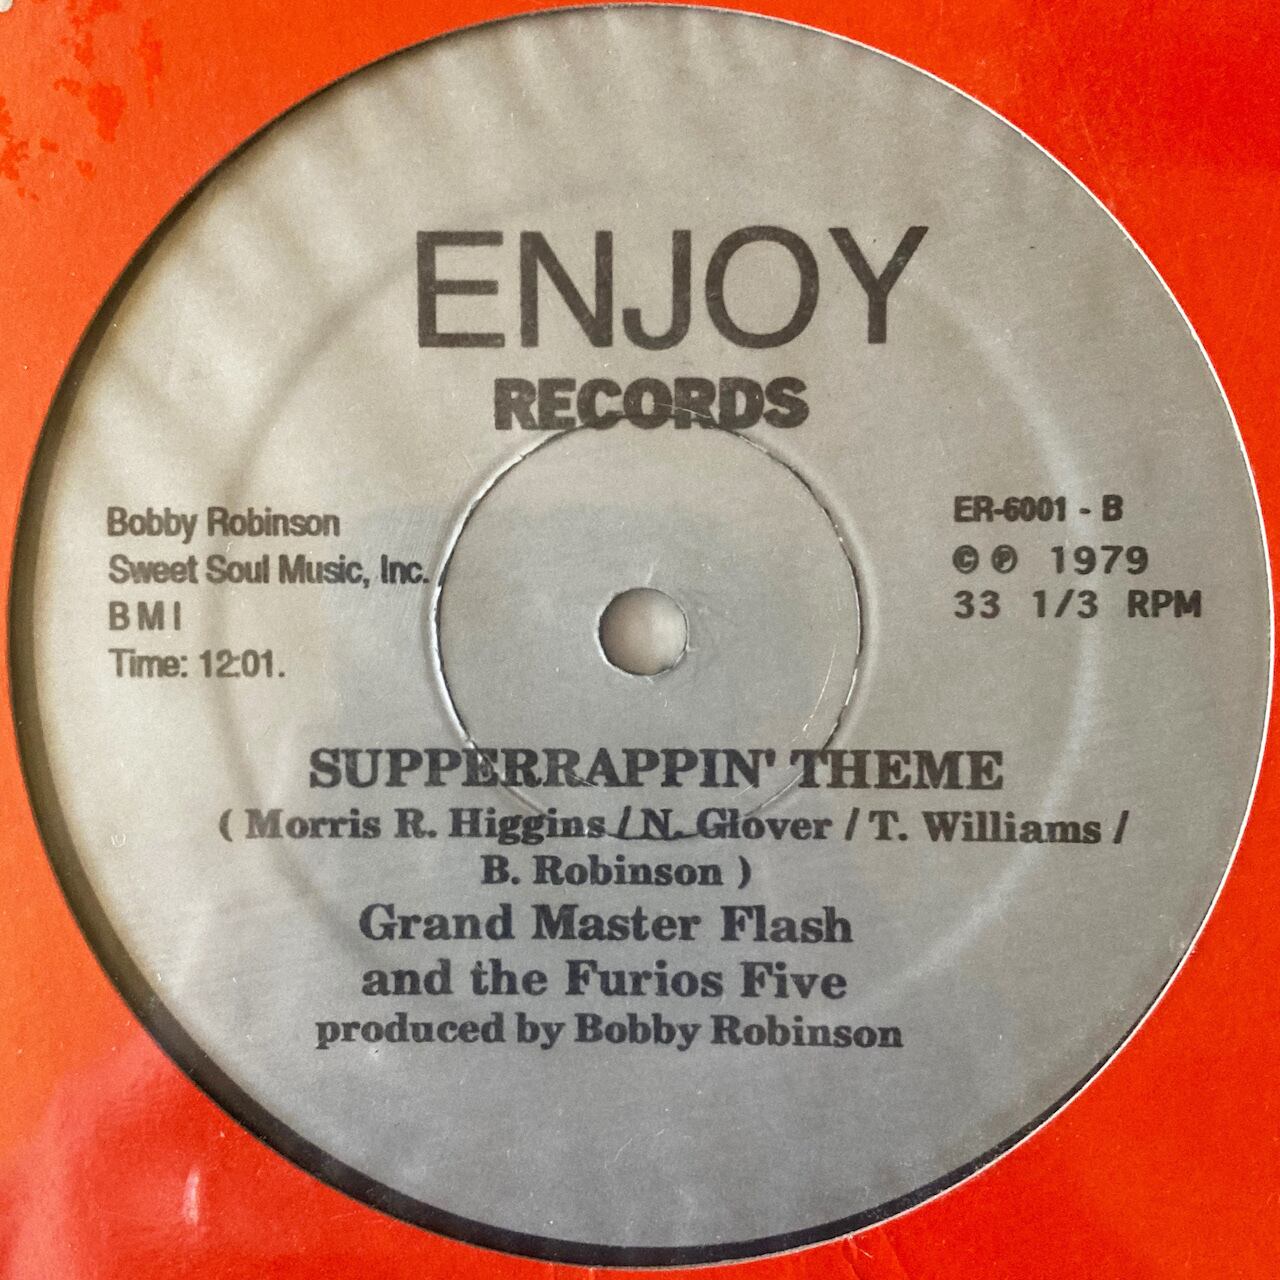 ENJOY
RECORDS
Bobby Robinson
Sweet Soul Music, Inc.
B M I
Time: 12:01.
ER-6001 - B
© ℗ 1979
33 1/3 RPM
SUPPERRAPPIN' THEME
( Morris R. Higgins / N. Glover / T. Williams /
B. Robinson )
Grand Master Flash
and the Furios Five
produced by Bobby Robinson